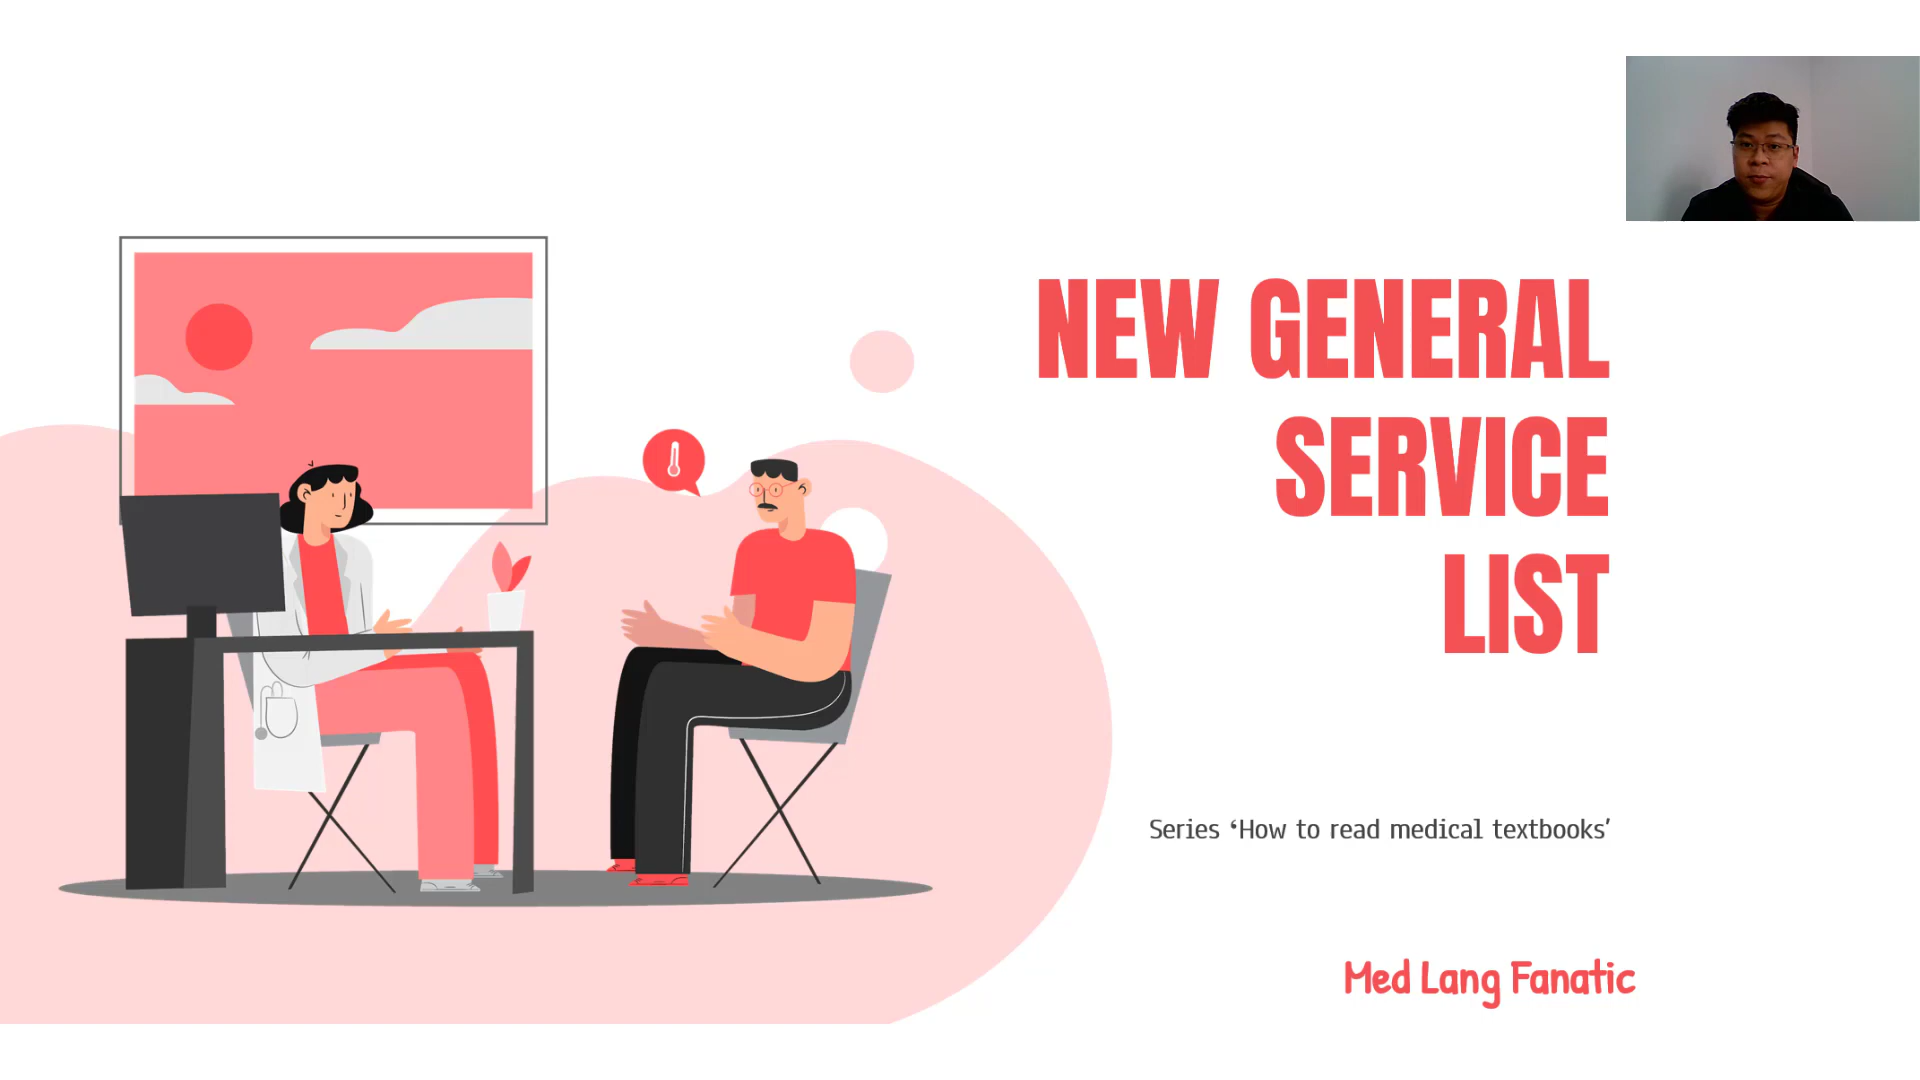 NEW GENERAL
SERVICE
LIST
Series ‘How to read medical textbooks’
Med Lang Fanatic